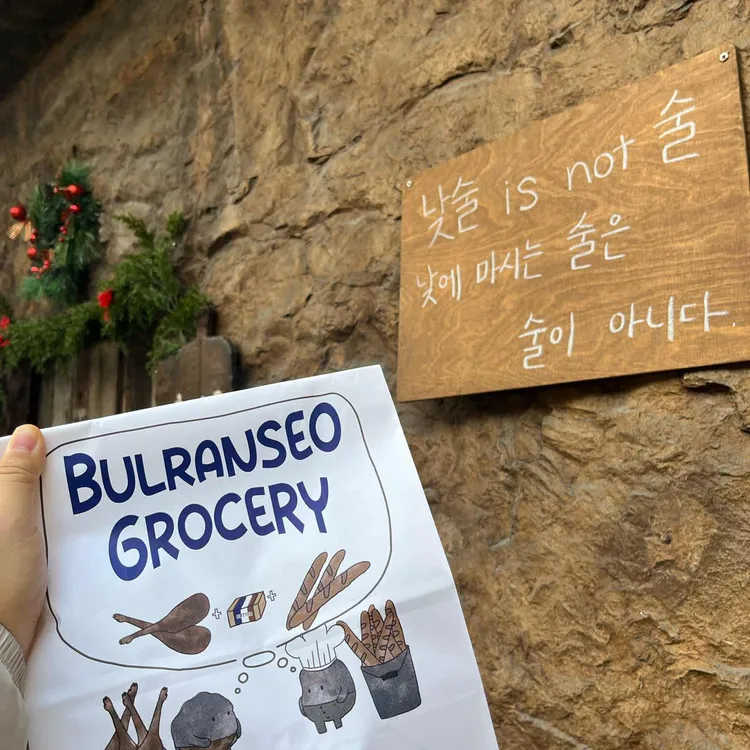 낮술 is not 술
낮에 마시는 술은
술이 아니다.
BULRANSEO
GROCERY